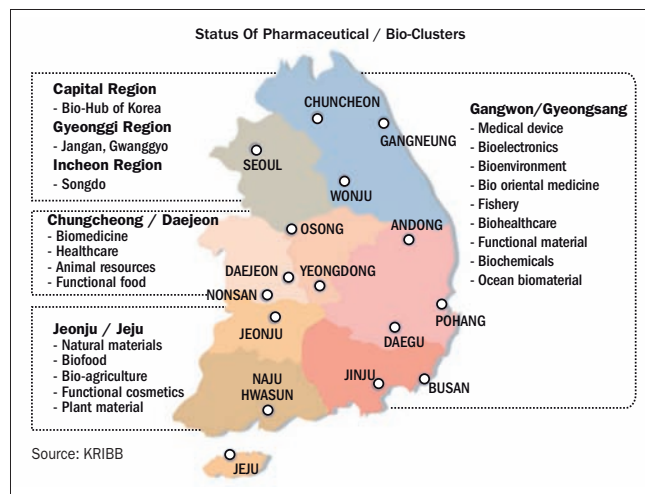 Status Of Pharmaceutical / Bio-Clusters
Capital Region
- Bio-Hub of Korea
Gyeonggi Region
- Jangan, Gwanggyo
Incheon Region
- Songdo
Chungcheong / Daejeon
- Biomedicine
- Healthcare
- Animal resources
- Functional food
Jeonju / Jeju
- Natural materials
- Biofood
- Bio-agriculture
- Functional cosmetics
- Plant material
CHUNCHEON
GANGNEUNG
SEOUL
WONJU
OSONG
ANDONG
DAEJEON
YEONGDONG
NONSAN
POHANG
JEONJU
DAEGU
NAJU
HWASUN
JINJU
BUSAN
JEJU
Gangwon/Gyeongsang
- Medical device
- Bioelectronics
- Bioenvironment
- Bio oriental medicine
- Fishery
- Biohealthcare
- Functional material
- Biochemicals
- Ocean biomaterial
Source: KRIBB